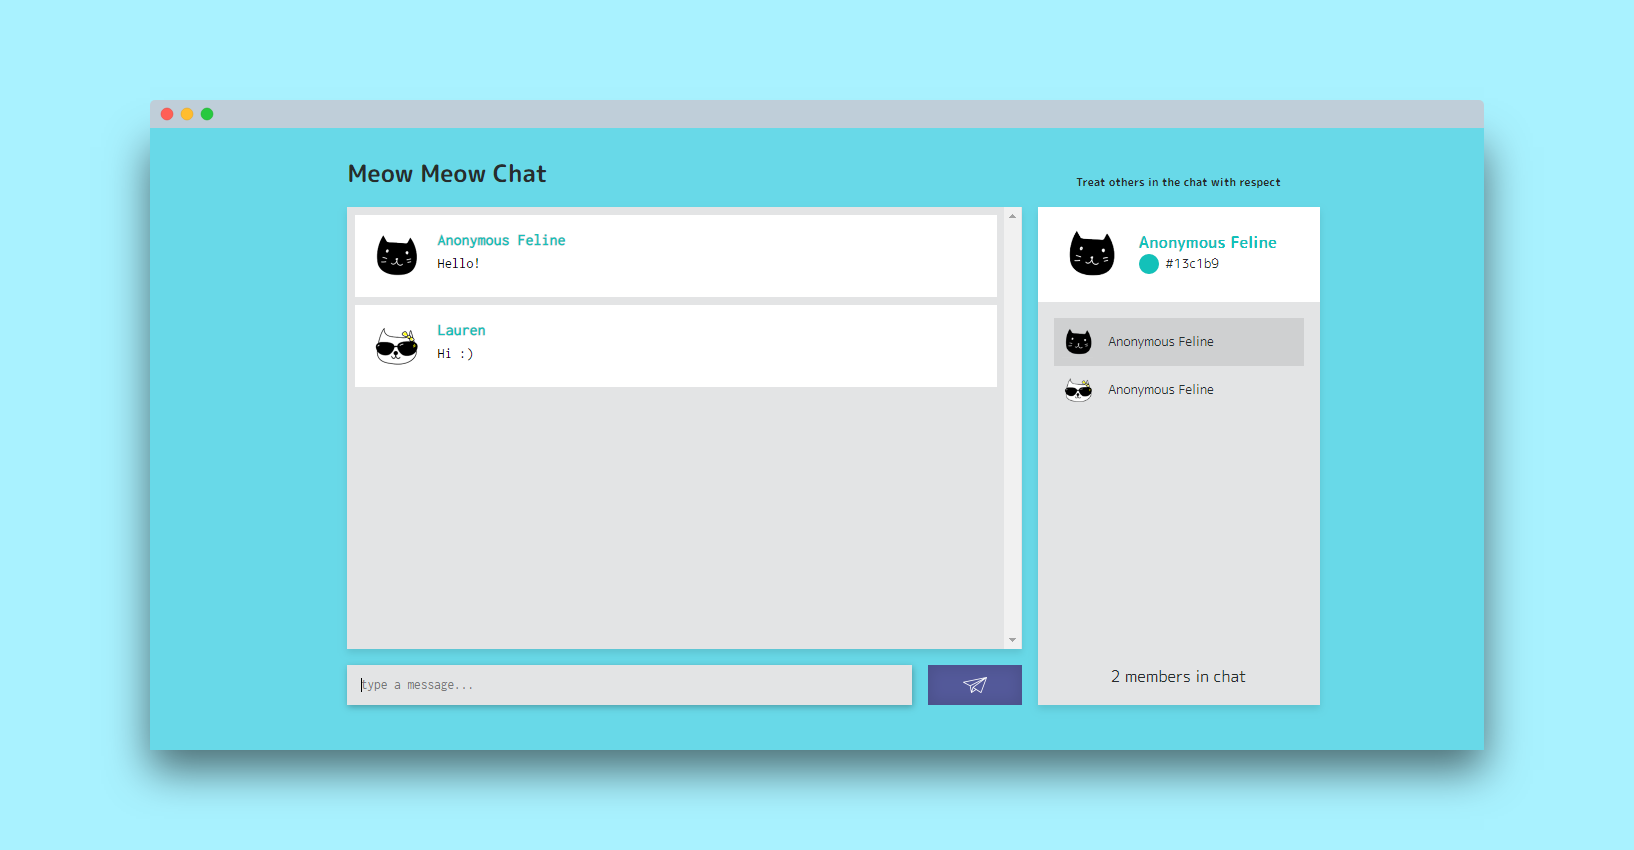 Meow Meow Chat
Treat others in the chat with respect
Anonymous Feline
Hello!
Lauren
Hi :)
type a message...
Anonymous Feline
#13c1b9
Anonymous Feline
Anonymous Feline
2 members in chat